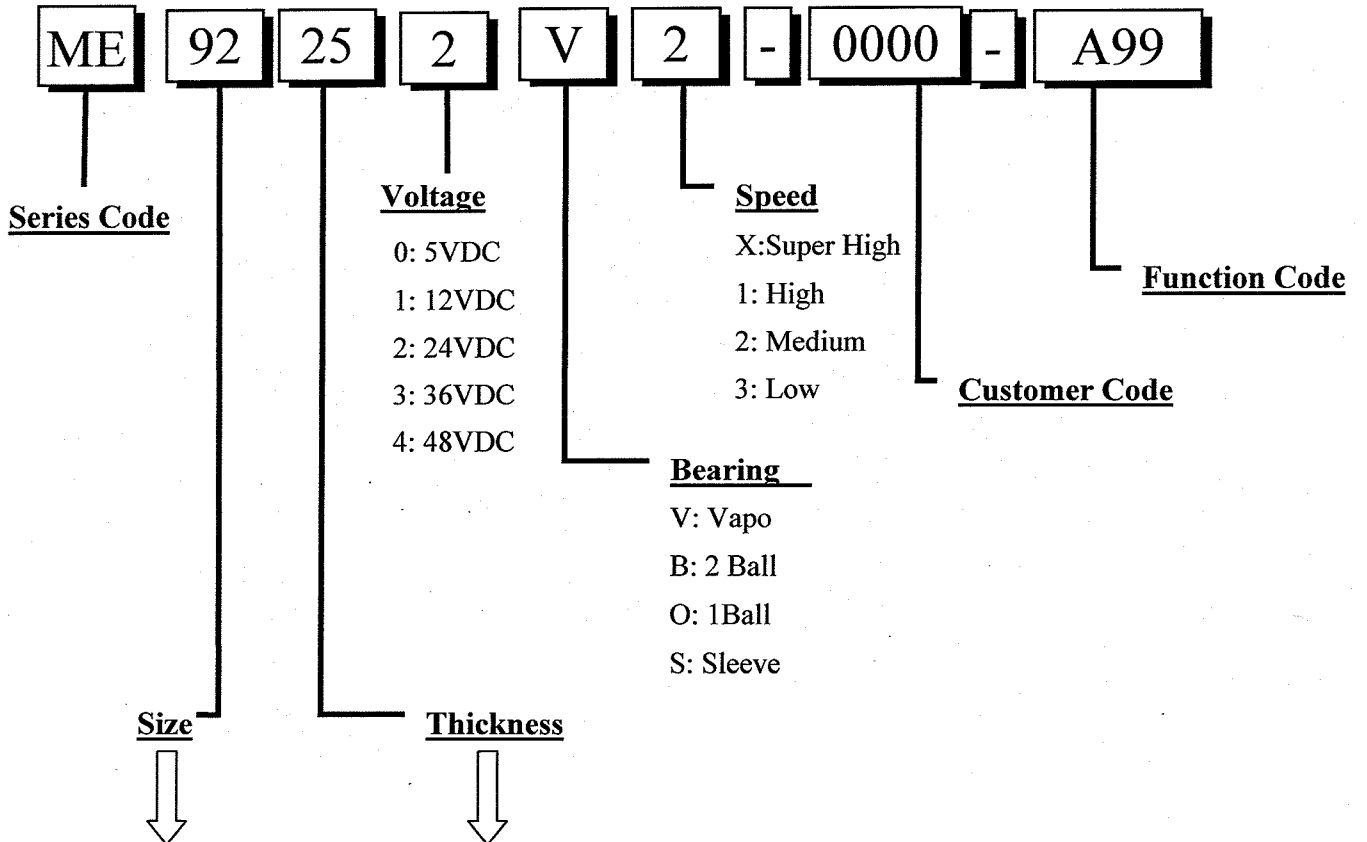 ME 92 25 2 V 2 - 0000 - A99
Series Code
Voltage
0: 5VDC
1: 12VDC
2: 24VDC
3: 36VDC
4: 48VDC
Speed
X:Super High
1: High
2: Medium
3: Low
Function Code
Customer Code
Bearing
V: Vapo
B: 2 Ball
O: 1Ball
S: Sleeve
Size
Thickness